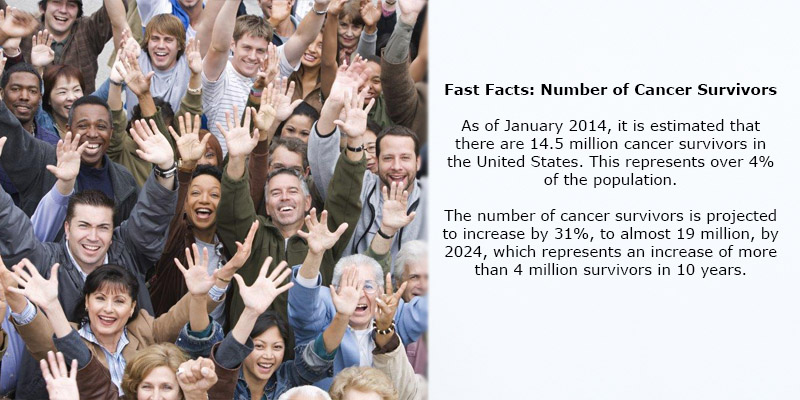 Fast Facts: Number of Cancer Survivors
As of January 2014, it is estimated that
there are 14.5 million cancer survivors in
the United States. This represents over 4%
of the population.
The number of cancer survivors is projected
to increase by 31%, to almost 19 million, by
2024, which represents an increase of more
than 4 million survivors in 10 years.